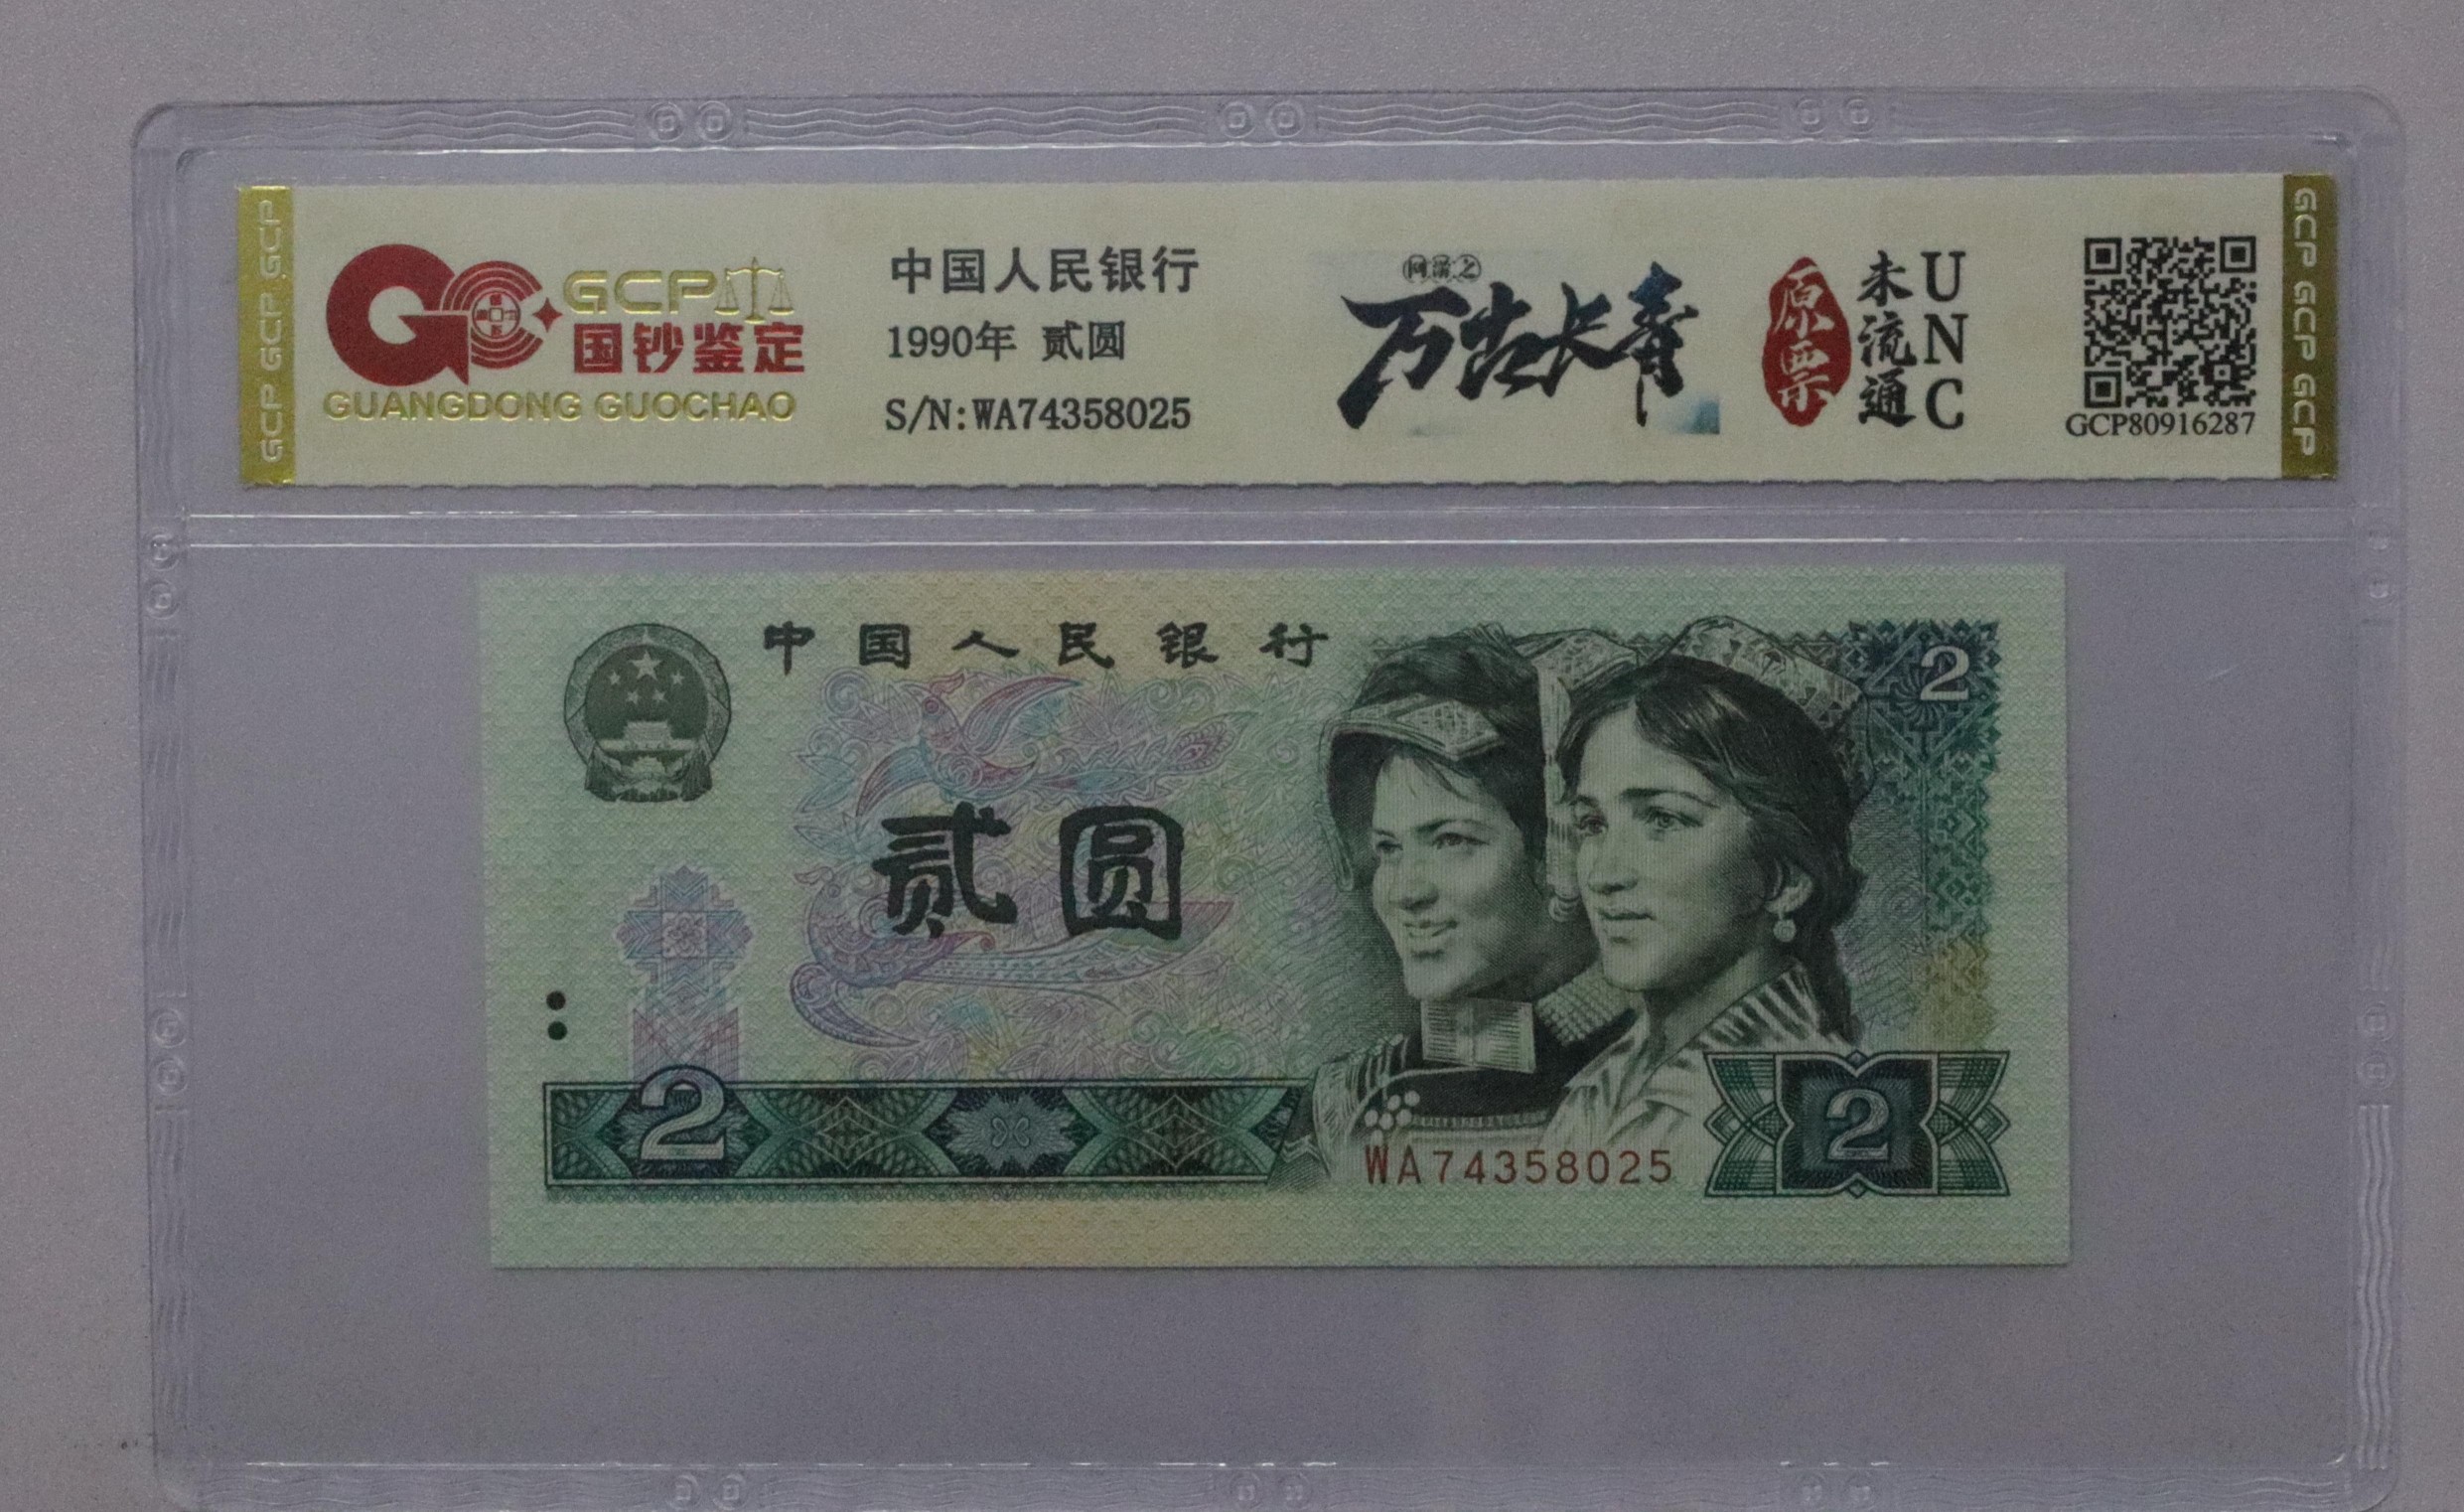 GCP GCP GCP
GCP
国钞鉴定
GUANGDONG GUOCHAO
中国人民银行
1990年 贰圆
S/N:WA74358025
万古长青
原票
未流通
UNC
GCP80916287
GCP GCP GCP
中国人民银行
2
贰圆
2
WA74358025
2